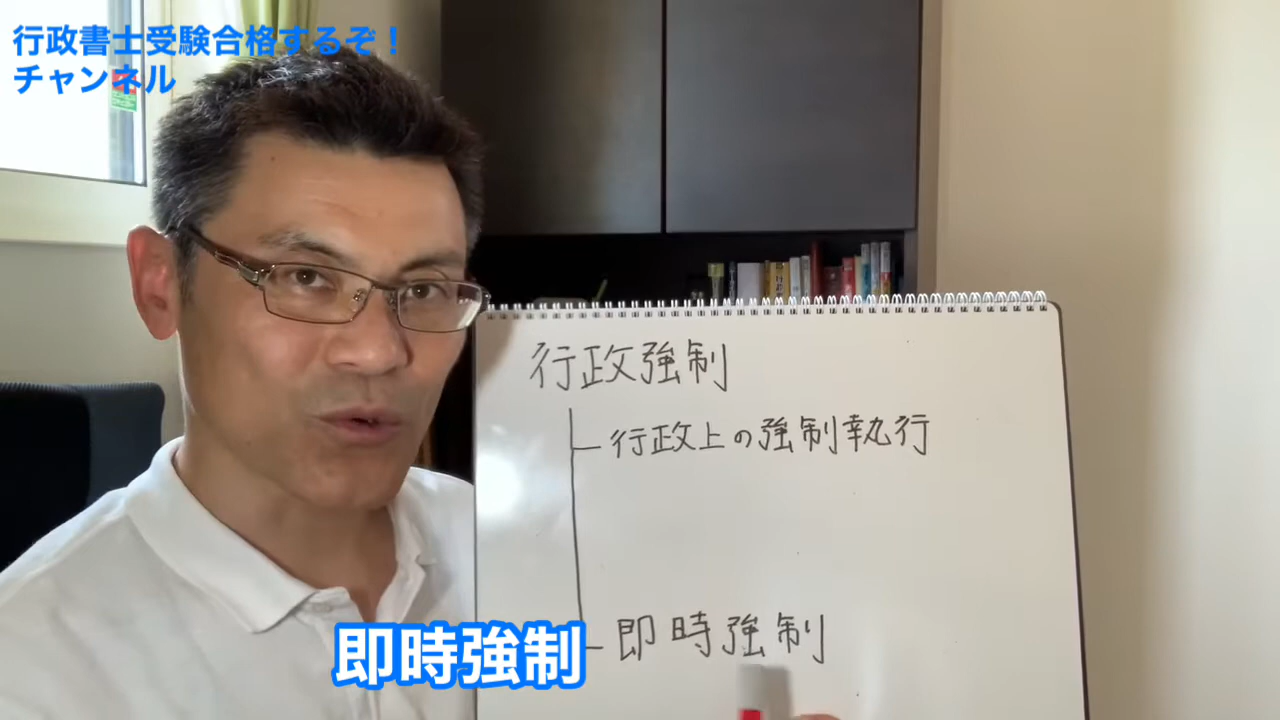 行政書士受験合格するぞ！
チャンネル
行政強制
行政上の強制執行
即時強制
即時強制